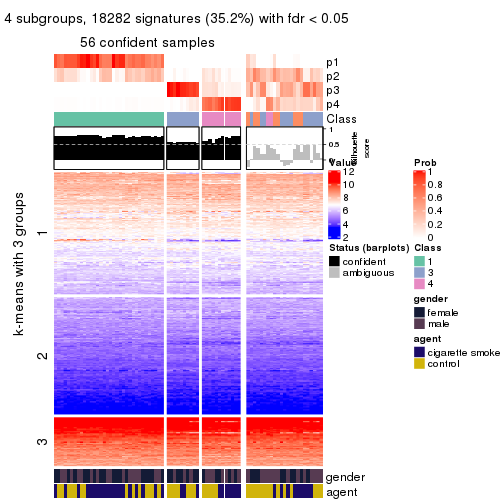 4 subgroups, 18282 signatures (35.2%) with fdr < 0.05
56 confident samples
p1
p2
p3
p4
Class
1
0.5
0
silhouette
score
k-means with 3 groups
1
2
3
gender
agent
Value
12
10
8
6
4
2
Status (barplots)
confident
ambiguous
Prob
1
0.8
0.6
0.4
0.2
0
Class
1
3
4
gender
female
male
agent
cigarette smoke
control